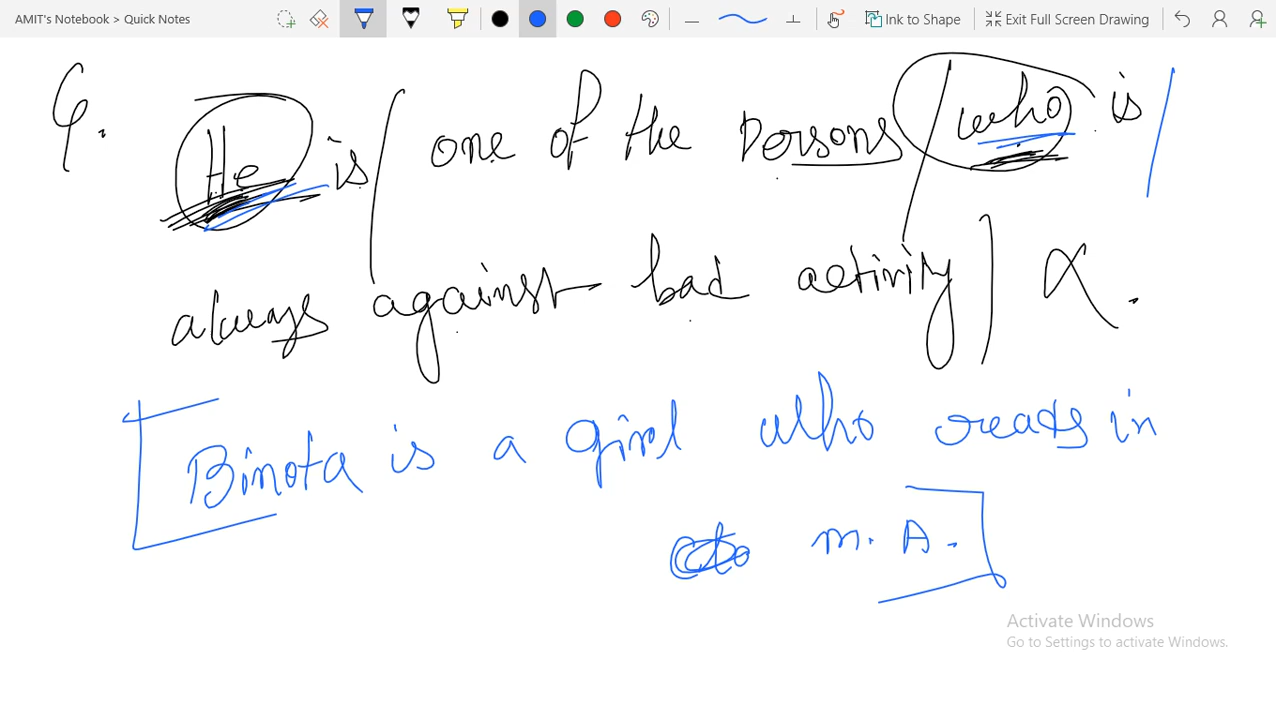 AMIT's Notebook > Quick Notes
Ink to Shape
Exit Full Screen Drawing
Q. He is / one of the persons / who is /
always against bad activity / X.
Binota is a girl who reads in
M. A.
Activate Windows
Go to Settings to activate Windows.